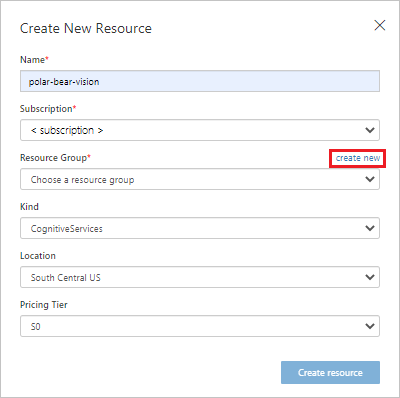 Create New Resource
Name*
polar-bear-vision
Subscription*
< subscription >
Resource Group*
create new
Choose a resource group
Kind
CognitiveServices
Location
South Central US
Pricing Tier
S0
Create resource